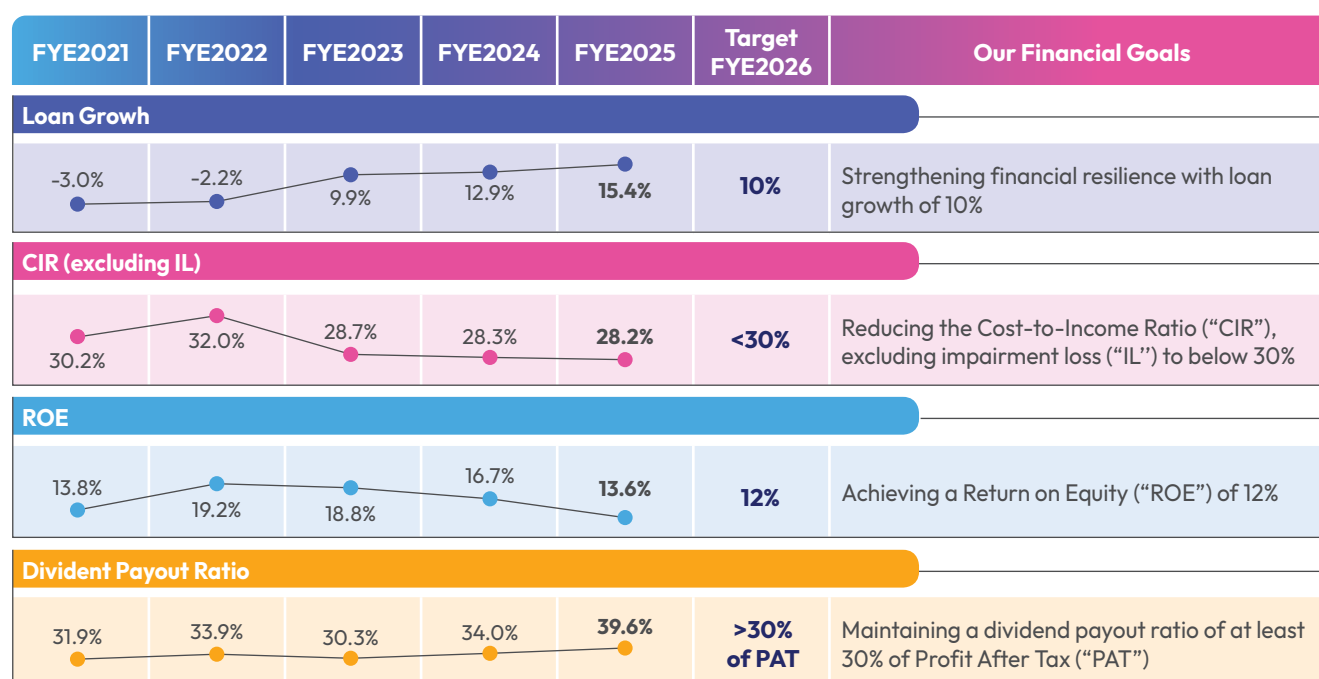 FYE2021 FYE2022 FYE2023 FYE2024 FYE2025 Target FYE2026 Our Financial Goals
Loan Growh
-3.0% -2.2% 9.9% 12.9% 15.4% 10%
Strengthening financial resilience with loan
growth of 10%
CIR (excluding IL)
30.2% 32.0% 28.7% 28.3% 28.2% <30%
Reducing the Cost-to-Income Ratio (“CIR”),
excluding impairment loss (“IL’’) to below 30%
ROE
13.8% 19.2% 18.8% 16.7% 13.6% 12%
Achieving a Return on Equity (“ROE”) of 12%
Divident Payout Ratio
31.9% 33.9% 30.3% 34.0% 39.6% >30%
of PAT
Maintaining a dividend payout ratio of at least
30% of Profit After Tax (“PAT”)